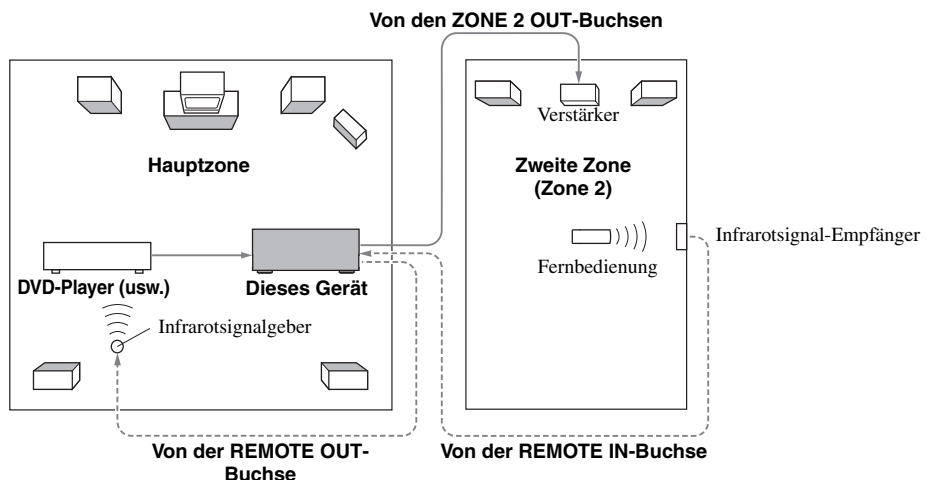 Von den ZONE 2 OUT-Buchsen
Verstärker
Hauptzone
Zweite Zone
(Zone 2)
Infrarotsignal-Empfänger
Fernbedienung
DVD-Player (usw.)
Dieses Gerät
Infrarotsignalgeber
Von der REMOTE OUT-
Buchse
Von der REMOTE IN-Buchse